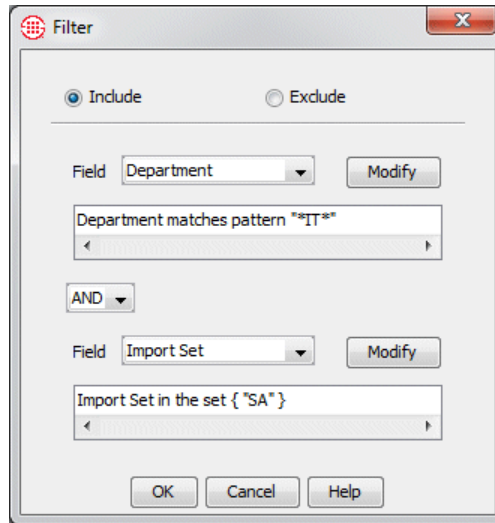 Filter
Include Exclude
Field Department Modify
Department matches pattern "*IT*"
AND
Field Import Set Modify
Import Set in the set { "SA" }
OK Cancel Help